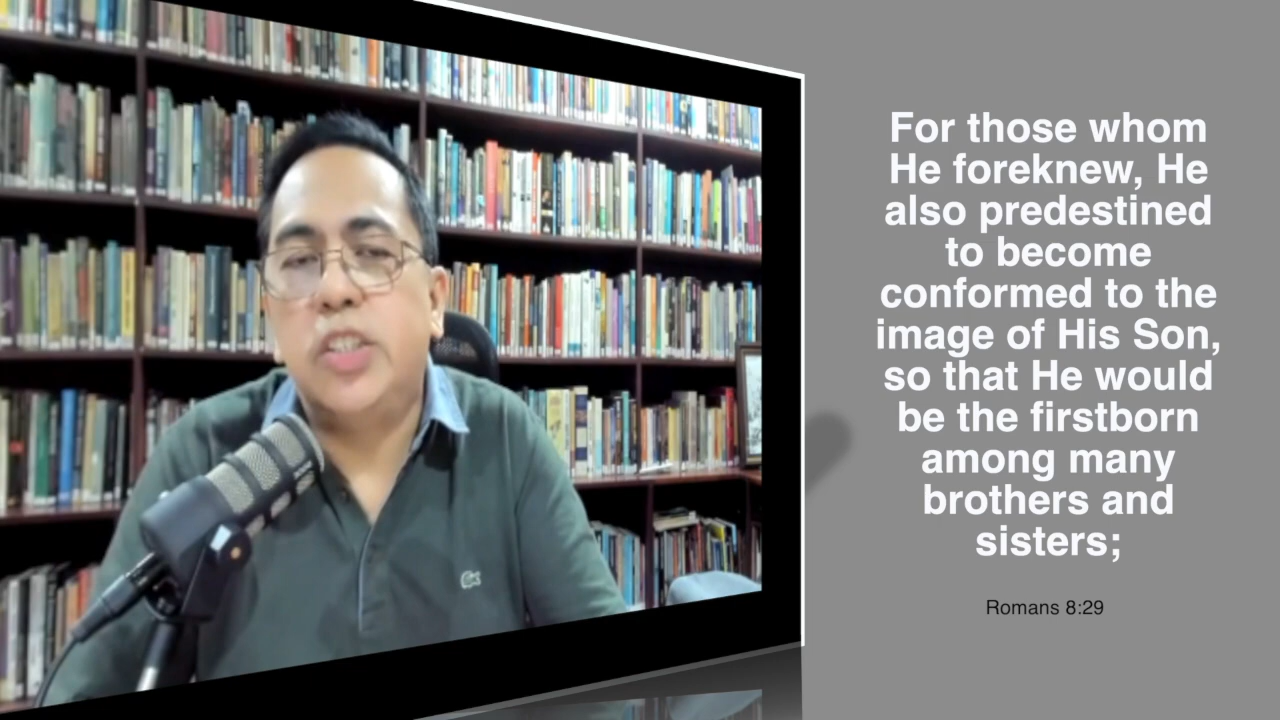 For those whom
He foreknew, He
also predestined
to become
conformed to the
image of His Son,
so that He would
be the firstborn
among many
brothers and
sisters;
Romans 8:29